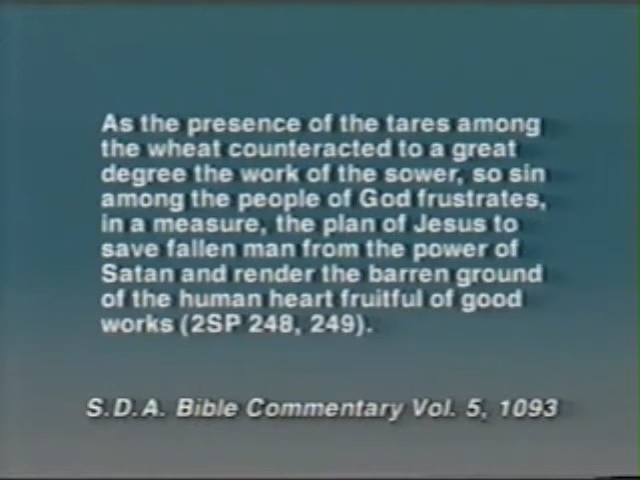 As the presence of the tares among
the wheat counteracted to a great
degree the work of the sower, so sin
among the people of God frustrates,
in a measure, the plan of Jesus to
save fallen man from the power of
Satan and render the barren ground
of the human heart fruitful of good
works (2SP 248, 249).
S.D.A. Bible Commentary Vol. 5, 1093